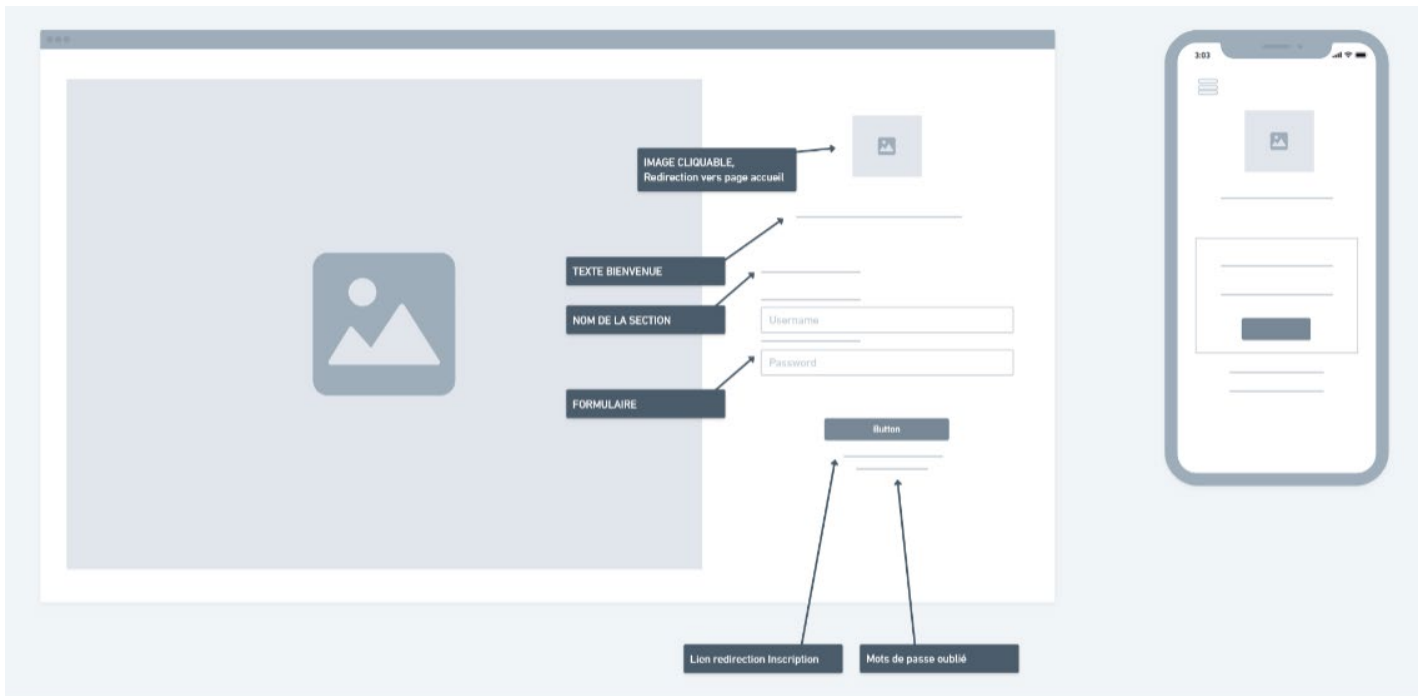 3:03
IMAGE CLIQUABLE,
Redirection vers page accueil
TEXTE BIENVENUE
NOM DE LA SECTION
Username
Password
FORMULAIRE
Button
Lien redirection Inscription
Mots de passe oublié